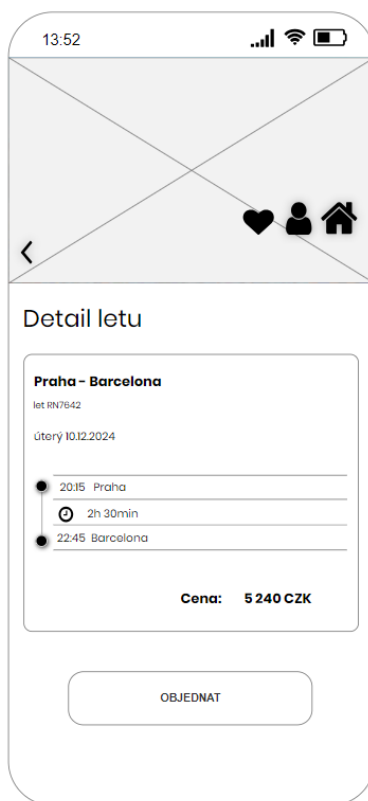 13:52
Detail letu
Praha - Barcelona
let RN7642
úterý 10.12.2024
20:15 Praha
2h 30min
22:45 Barcelona
Cena: 5 240 CZK
OBJEDNAT